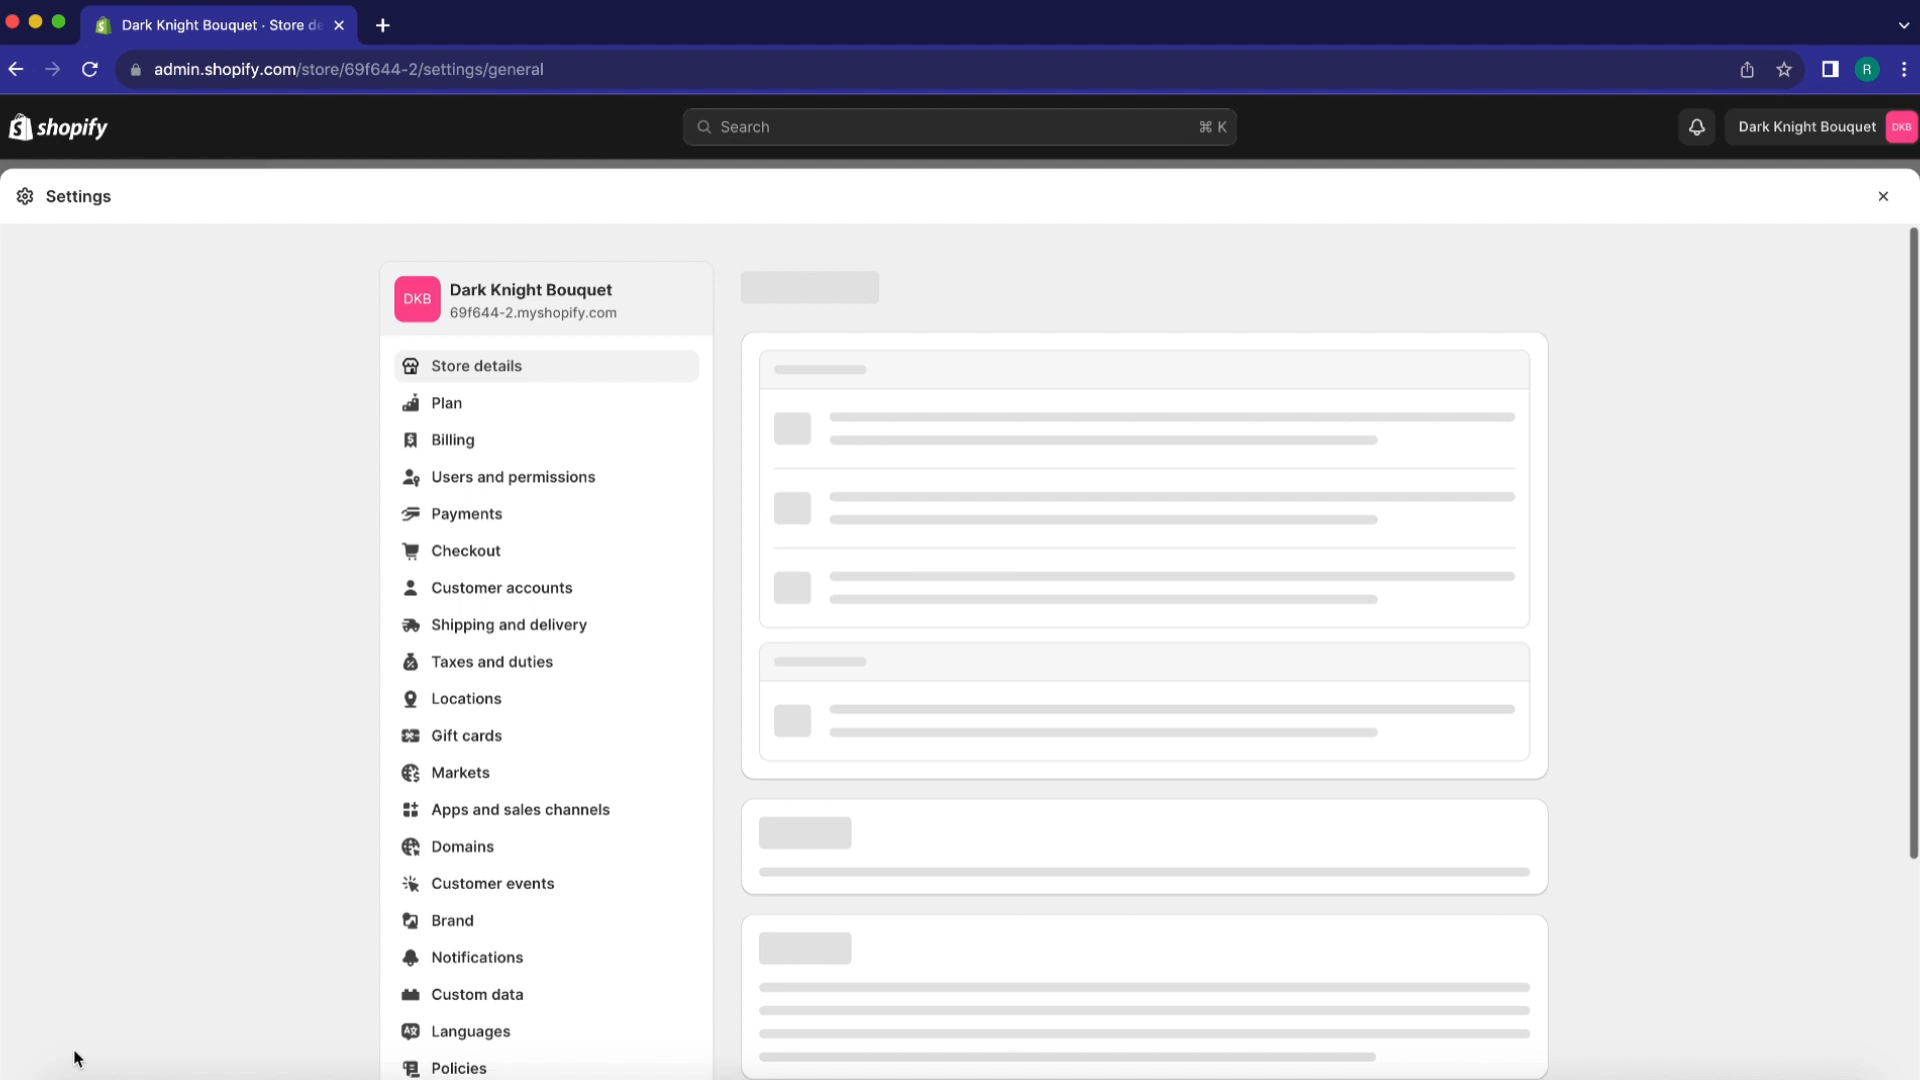 Dark Knight Bouquet · Store de
admin.shopify.com/store/69f644-2/settings/general
R
shopify
Search
⌘ K
Dark Knight Bouquet
DKB
Settings
DKB
Dark Knight Bouquet
69f644-2.myshopify.com
Store details
Plan
Billing
Users and permissions
Payments
Checkout
Customer accounts
Shipping and delivery
Taxes and duties
Locations
Gift cards
Markets
Apps and sales channels
Domains
Customer events
Brand
Notifications
Custom data
Languages
Policies